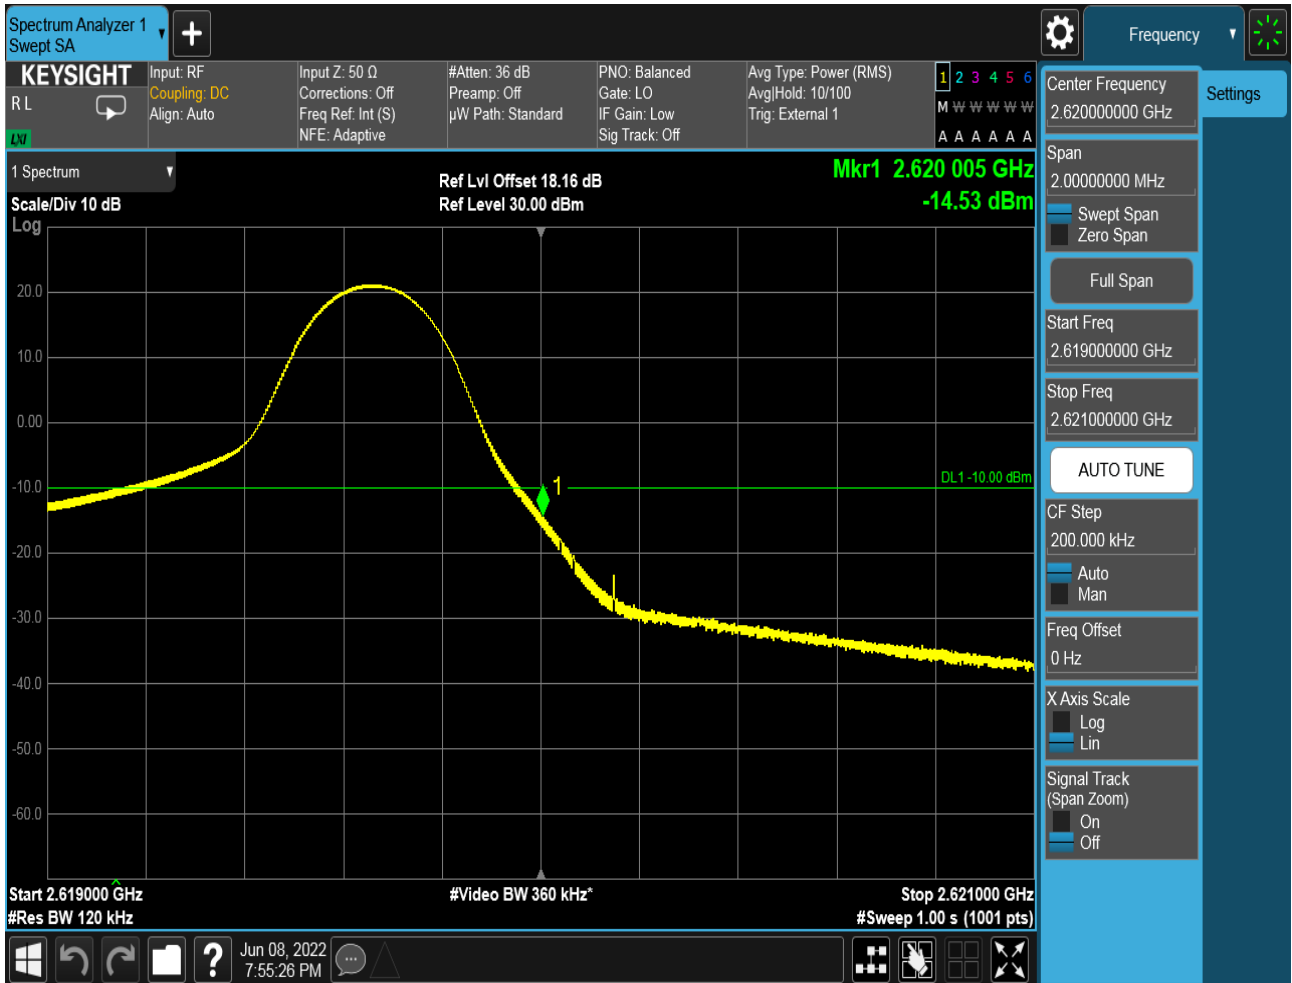 Spectrum Analyzer 1
Swept SA
Frequency
KEYSIGHT
R L
LXI
Input: RF
Coupling: DC
Align: Auto
Input Z: 50 Ω
Corrections: Off
Freq Ref: Int (S)
NFE: Adaptive
#Atten: 36 dB
Preamp: Off
µW Path: Standard
PNO: Balanced
Gate: LO
IF Gain: Low
Sig Track: Off
Avg Type: Power (RMS)
Avg|Hold: 10/100
Trig: External 1
1 2 3 4 5 6
M W W W W W
A A A A A A
1 Spectrum
Scale/Div 10 dB
Log
Ref Lvl Offset 18.16 dB
Ref Level 30.00 dBm
Mkr1 2.620 005 GHz
-14.53 dBm
20.0
10.0
0.00
-10.0
-20.0
-30.0
-40.0
-50.0
-60.0
DL1 -10.00 dBm
1
Start 2.619000 GHz
#Res BW 120 kHz
#Video BW 360 kHz*
Stop 2.621000 GHz
#Sweep 1.00 s (1001 pts)
Jun 08, 2022
7:55:26 PM
Center Frequency
2.620000000 GHz
Settings
Span
2.00000000 MHz
Swept Span
Zero Span
Full Span
Start Freq
2.619000000 GHz
Stop Freq
2.621000000 GHz
AUTO TUNE
CF Step
200.000 kHz
Auto
Man
Freq Offset
0 Hz
X Axis Scale
Log
Lin
Signal Track
(Span Zoom)
On
Off